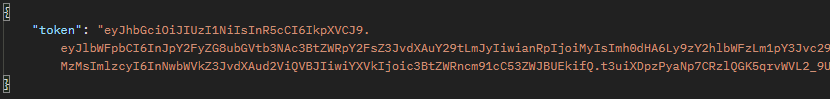 {
"token": "eyJhbGciOiJIUzI1NiIsInR5cCI6IkpXVCJ9.
eyJlbWFpbCI6InJpY2FyZG8ubGVtb3NAc3BtZWRpY2FsZ3JvdXAuY29tLmJyIiwianRpIjoiMyIsImh0dHA6Ly9zY2hlbWFzLm1pY3Jvc29
MzMsImlzcyI6InNwbWVkZ3JvdXAud2ViQVBJIiwiYXVkIjoic3BtZWRncm91cC53ZWJBUEkifQ.t3uiXDpzPyaNp7CRzlQGK5qrvWVL2_9U
}